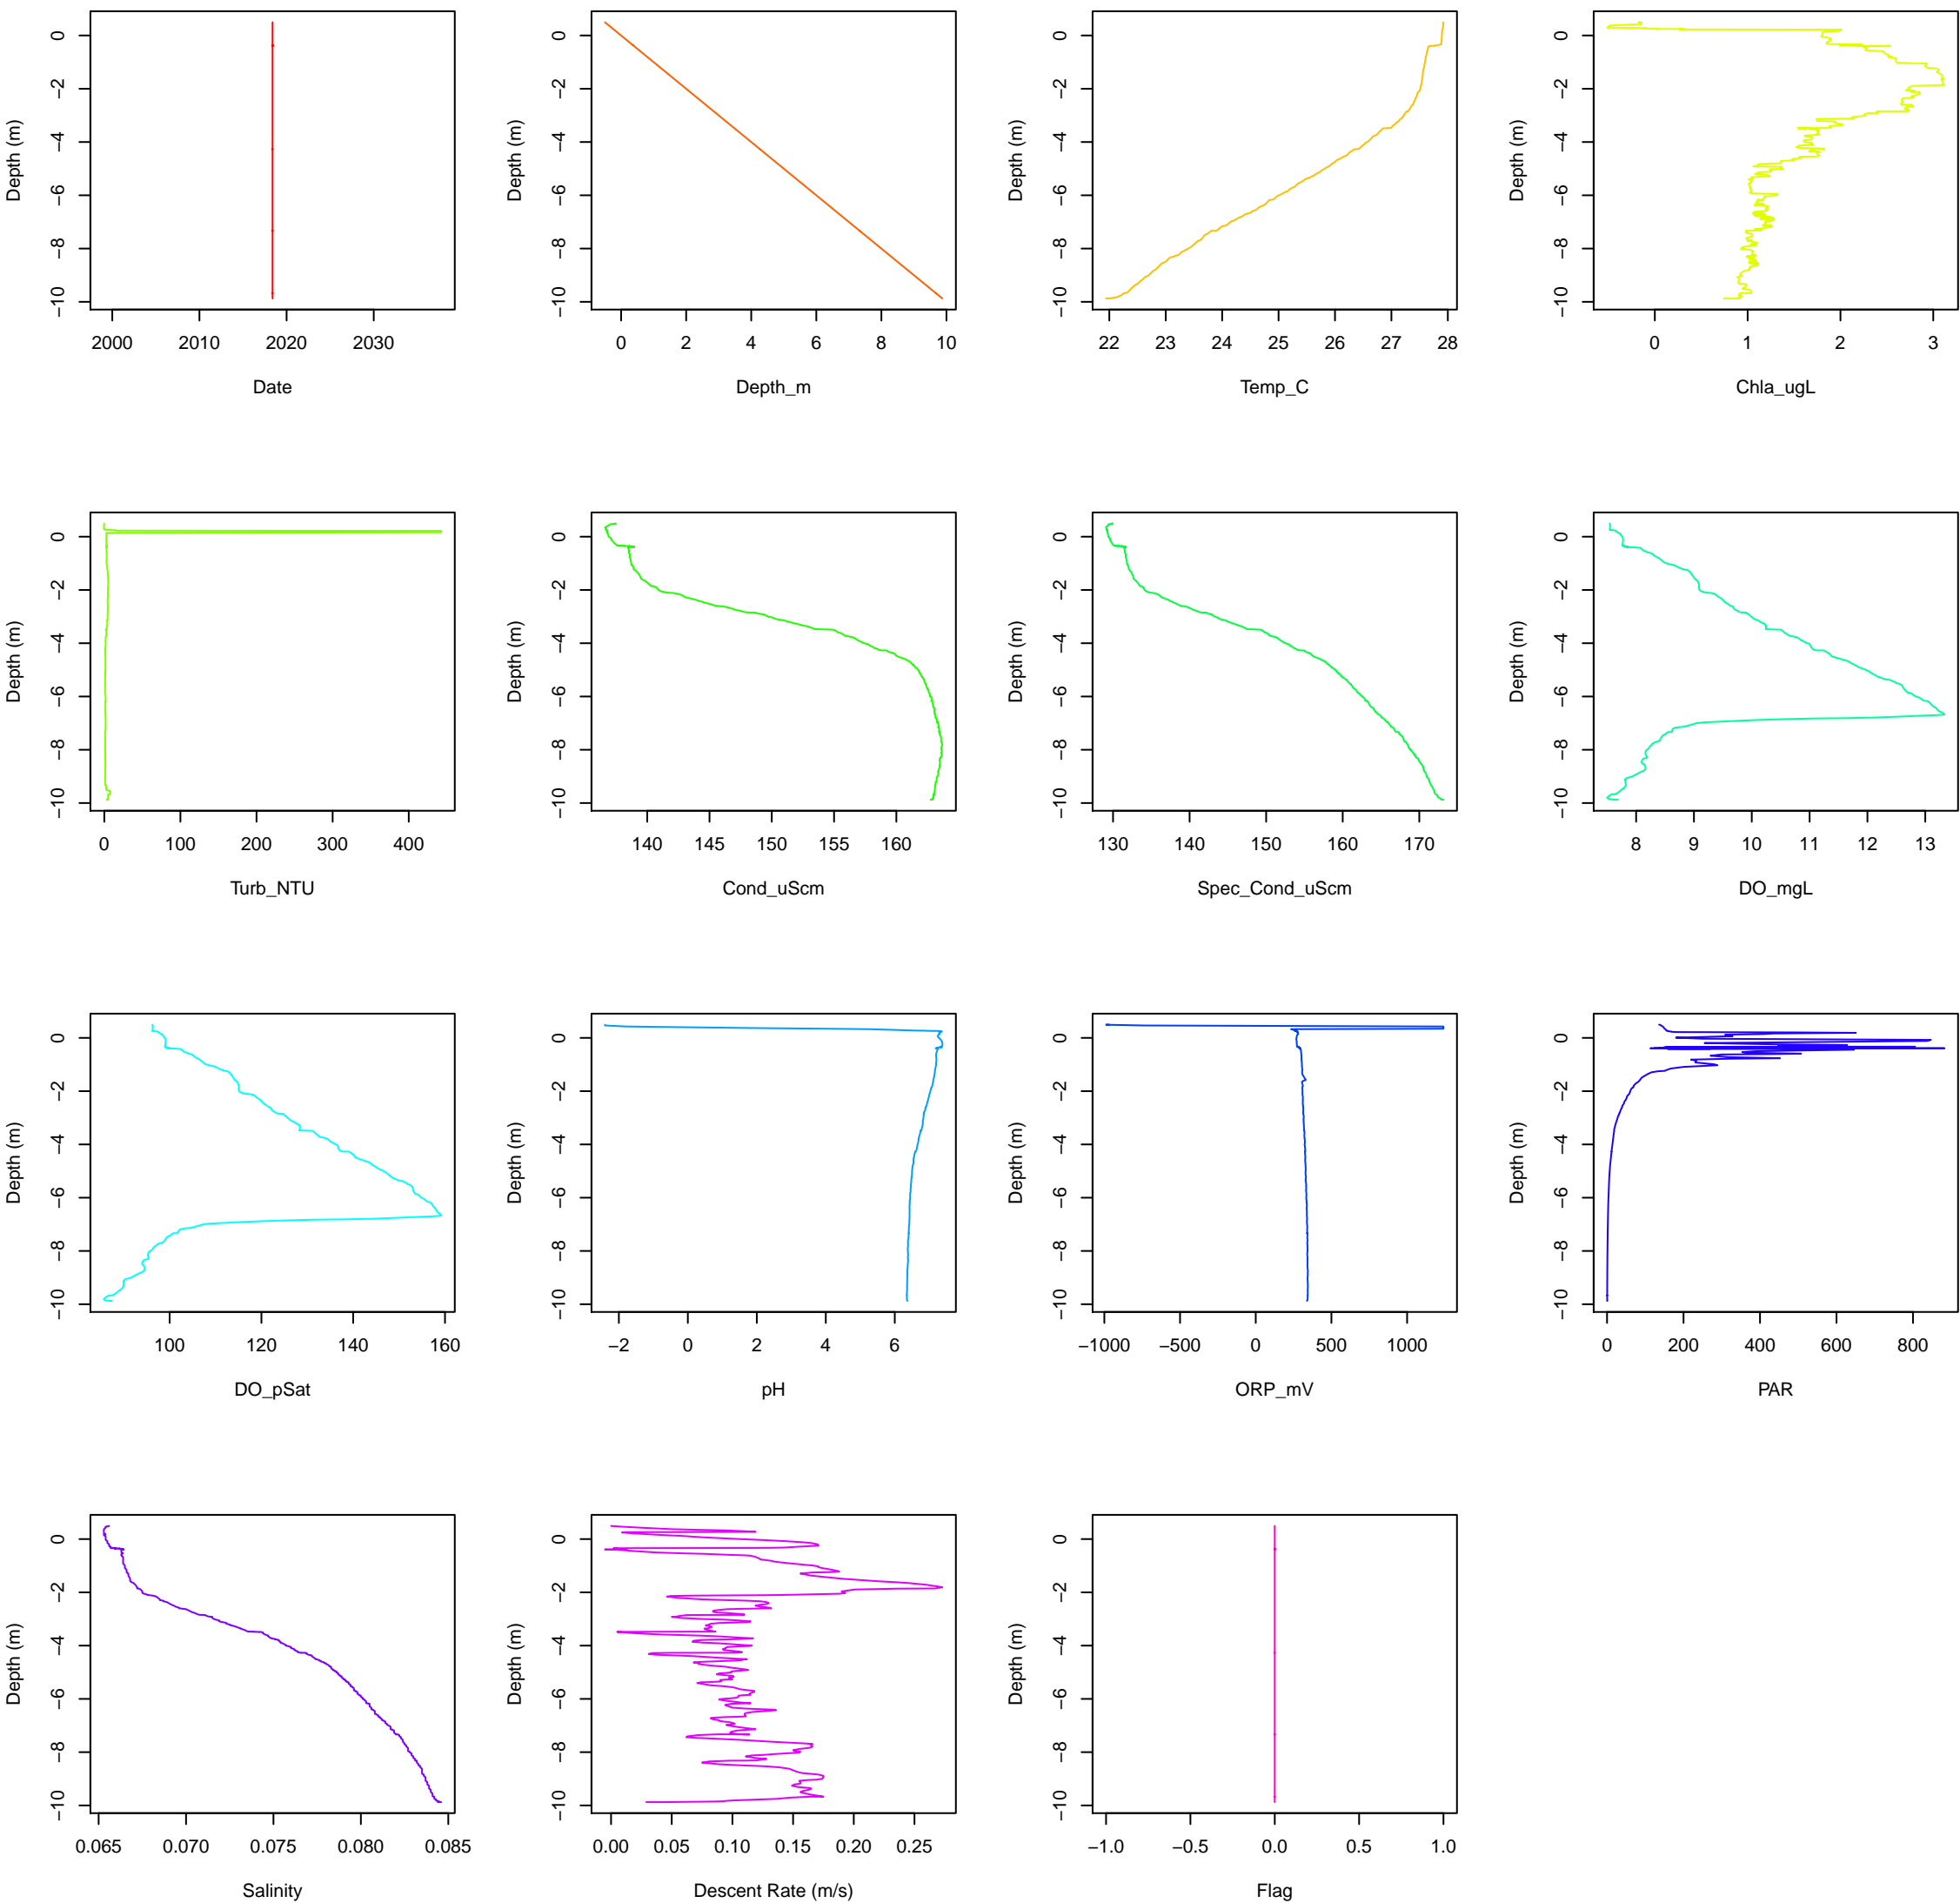 Depth (m)
0
−2
−4
−6
−8
−10
2000 2010 2020 2030
Date
Depth (m)
0
−2
−4
−6
−8
−10
0 2 4 6 8 10
Depth_m
Depth (m)
0
−2
−4
−6
−8
−10
22 23 24 25 26 27 28
Temp_C
Depth (m)
0
−2
−4
−6
−8
−10
0 1 2 3
Chla_ugL
Depth (m)
0
−2
−4
−6
−8
−10
0 100 200 300 400
Turb_NTU
Depth (m)
0
−2
−4
−6
−8
−10
140 145 150 155 160
Cond_uScm
Depth (m)
0
−2
−4
−6
−8
−10
130 140 150 160 170
Spec_Cond_uScm
Depth (m)
0
−2
−4
−6
−8
−10
8 9 10 11 12 13
DO_mgL
Depth (m)
0
−2
−4
−6
−8
−10
100 120 140 160
DO_pSat
Depth (m)
0
−2
−4
−6
−8
−10
−2 0 2 4 6
pH
Depth (m)
0
−2
−4
−6
−8
−10
−1000 −500 0 500 1000
ORP_mV
Depth (m)
0
−2
−4
−6
−8
−10
0 200 400 600 800
PAR
Depth (m)
0
−2
−4
−6
−8
−10
0.065 0.070 0.075 0.080 0.085
Salinity
Depth (m)
0
−2
−4
−6
−8
−10
0.00 0.05 0.10 0.15 0.20 0.25
Descent Rate (m/s)
Depth (m)
0
−2
−4
−6
−8
−10
−1.0 −0.5 0.0 0.5 1.0
Flag